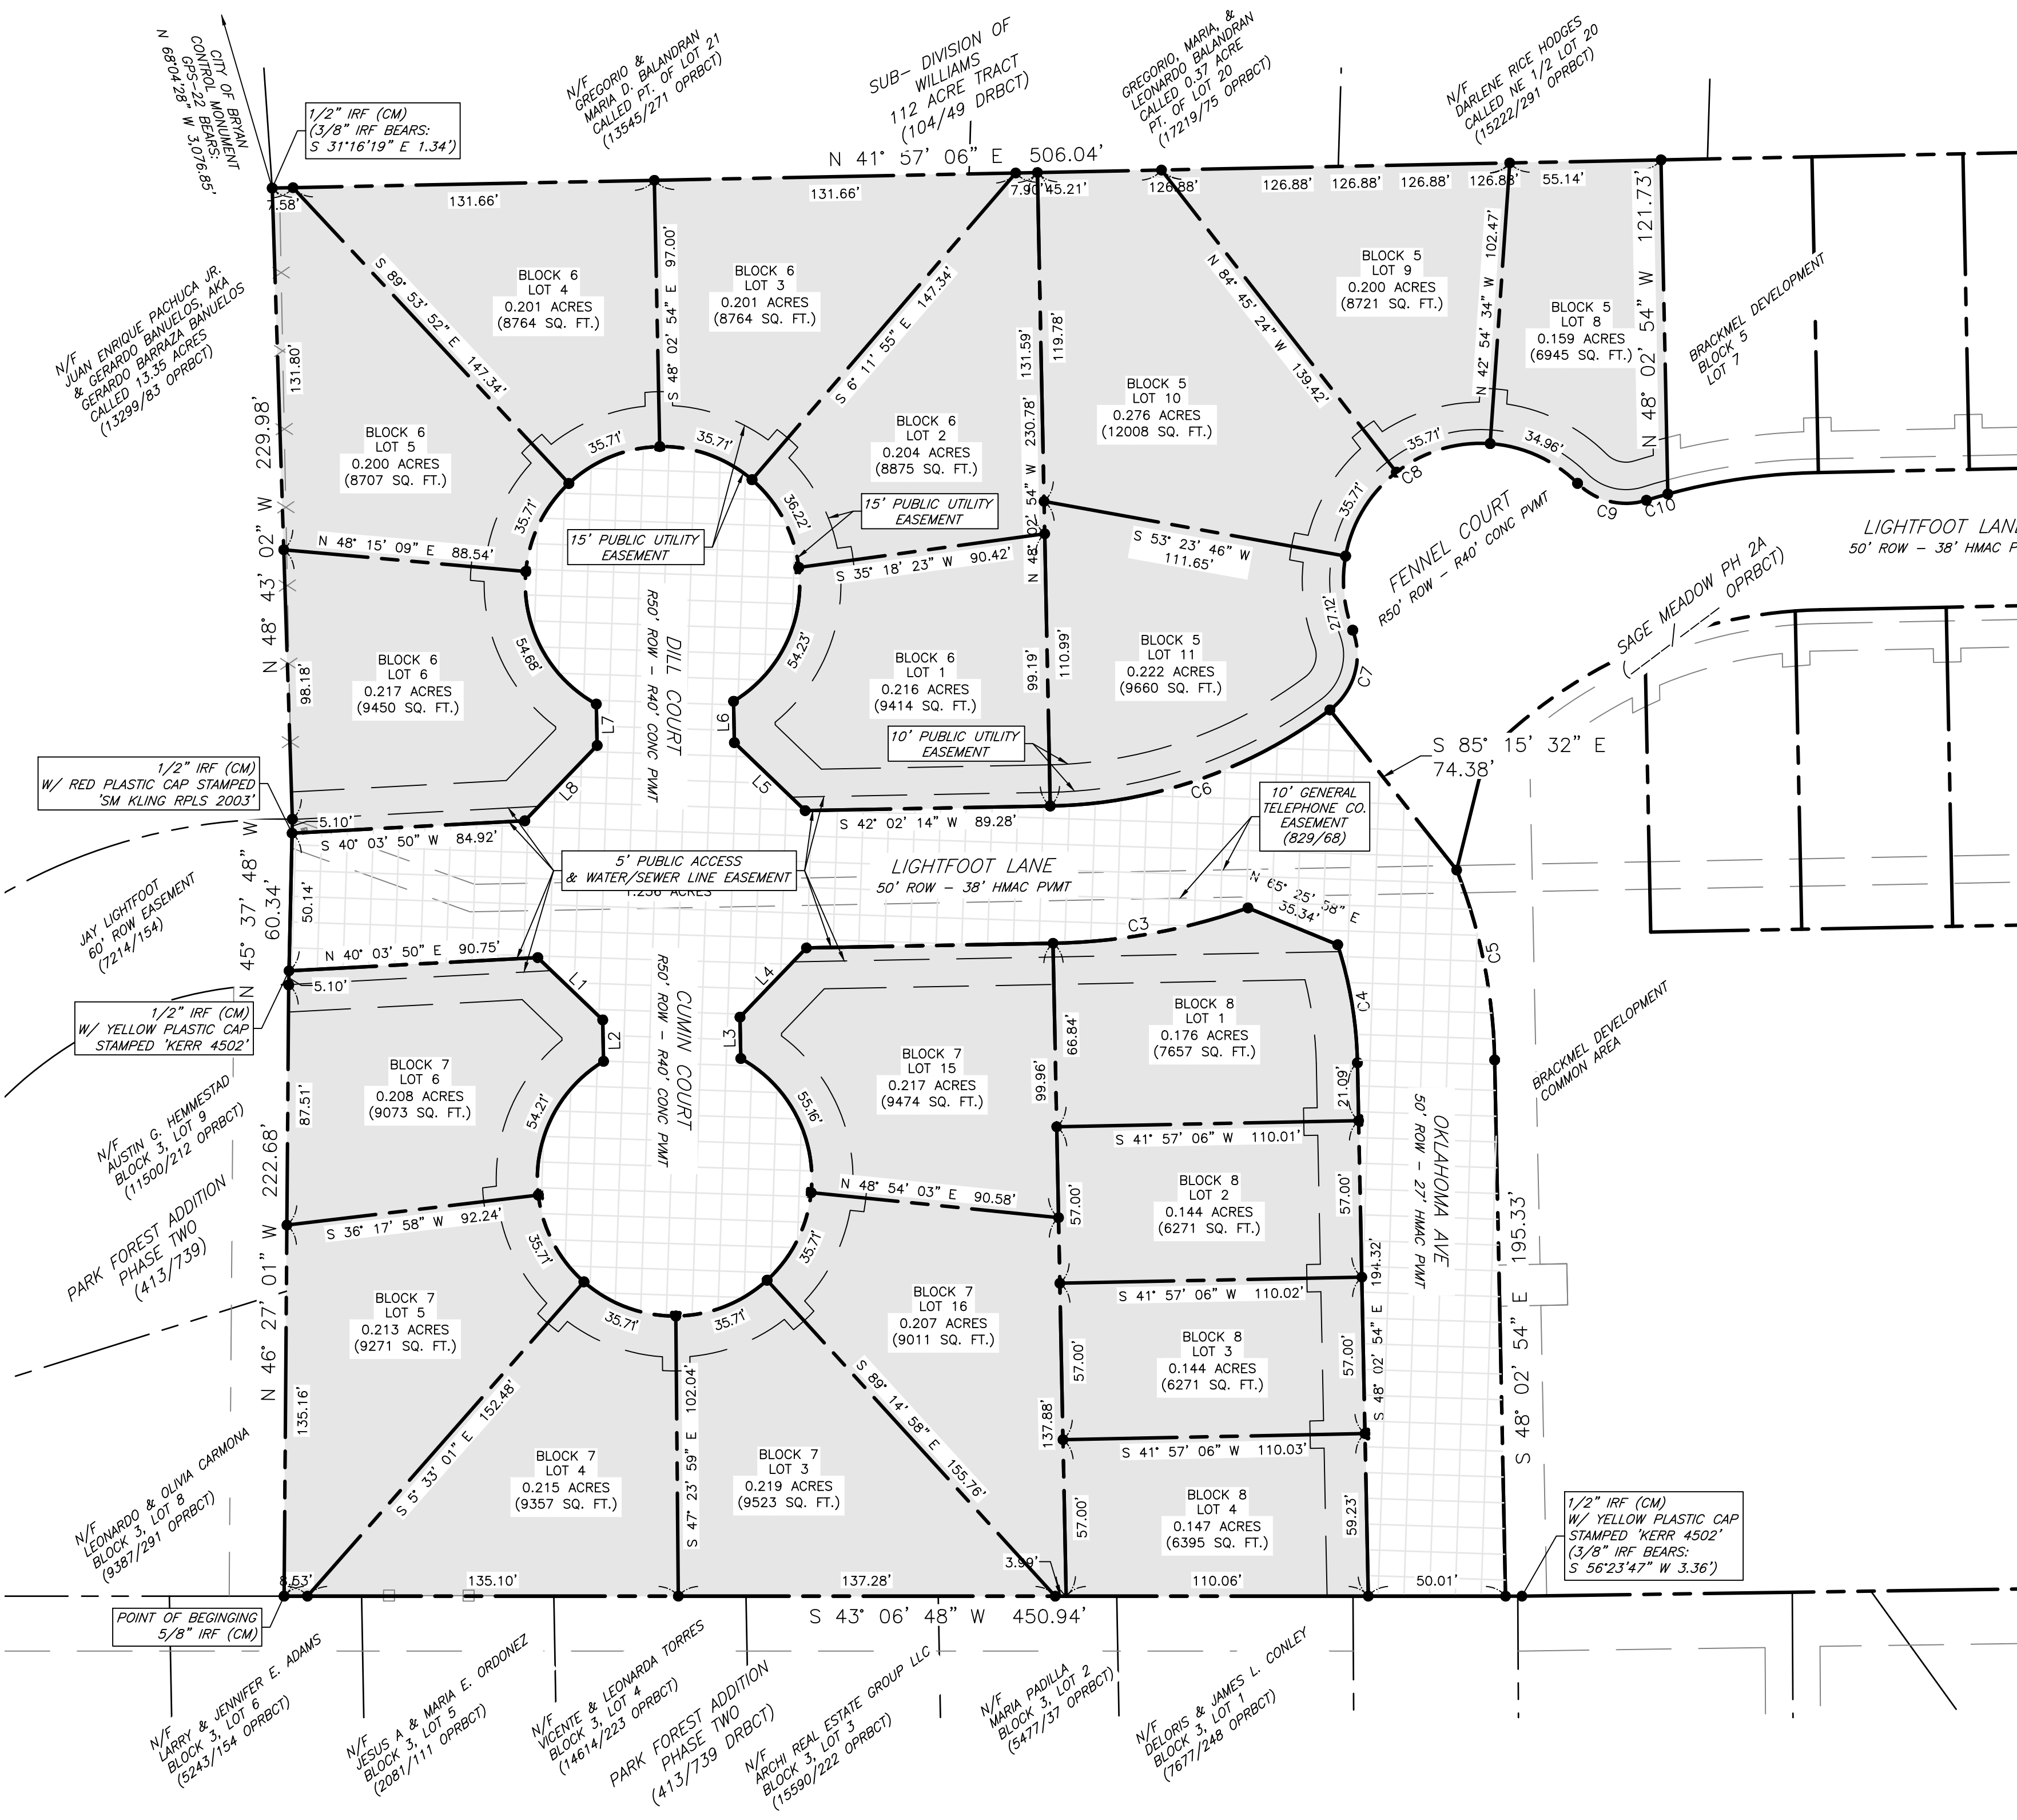 CITY OF BRYAN
CONTROL MONUMENT
GPS-22 BEARS:
N 68°04'28" W 3,076.85'
1/2" IRF (CM)
(3/8" IRF BEARS:
S 31°16'19" E 1.34')
N/F
GREGORIO &
MARIA D. BALANDRAN
CALLED PT. OF LOT 21
(13545/271 OPRBCT)
SUB- DIVISION OF
WILLIAMS
112 ACRE TRACT
(104/49 DRBCT)
GREGORIO, MARIA, &
LEONARDO BALANDRAN
CALLED 0.37 ACRE
PT. OF LOT 20
(17219/75 OPRBCT)
N/F
DARLENE RICE HODGES
CALLED NE 1/2 LOT 20
(15222/291 OPRBCT)
N 41° 57' 06" E 506.04'
7.58'
131.66'
131.66'
7.90'
45.21'
126.88'
126.88'
126.88'
126.88'
126.88'
55.14'
N/F
JUAN ENRIQUE PACHUCA JR.
& GERARDO BANUELOS, AKA
GERARDO BARRAZA BANUELOS
CALLED 13.35 ACRES
(13299/83 OPRBCT)
N 48° 43' 02" W 229.98'
131.80'
98.18'
S 89° 53' 52" E 147.34'
BLOCK 6
LOT 4
0.201 ACRES
(8764 SQ. FT.)
S 48° 02' 54" E 97.00'
BLOCK 6
LOT 3
0.201 ACRES
(8764 SQ. FT.)
S 6° 11' 55" E 147.34'
131.59'
119.78'
N 48° 02' 54" W 230.78'
N 84° 45' 24" W 139.42'
BLOCK 5
LOT 9
0.200 ACRES
(8721 SQ. FT.)
N 42° 54' 34" W 102.47'
BLOCK 5
LOT 8
0.159 ACRES
(6945 SQ. FT.)
N 48° 02' 54" W 121.73'
BRACKMEL DEVELOPMENT
BLOCK 5
LOT 7
BLOCK 6
LOT 5
0.200 ACRES
(8707 SQ. FT.)
35.71'
35.71'
35.71'
36.22'
BLOCK 6
LOT 2
0.204 ACRES
(8875 SQ. FT.)
BLOCK 5
LOT 10
0.276 ACRES
(12008 SQ. FT.)
35.71'
35.71'
34.96'
C8
C9
C10
15' PUBLIC UTILITY
EASEMENT
15' PUBLIC UTILITY
EASEMENT
N 48° 15' 09" E 88.54'
S 35° 18' 23" W 90.42'
S 53° 23' 46" W
111.65'
FENNEL COURT
R50' ROW - R40' CONC PVMT
LIGHTFOOT LANE
50' ROW - 38' HMAC P
SAGE MEADOW PH 2A
( / OPRBCT)
DILL COURT
R50' ROW - R40' CONC PVMT
54.68'
54.23'
27.12'
BLOCK 6
LOT 6
0.217 ACRES
(9450 SQ. FT.)
BLOCK 6
LOT 1
0.216 ACRES
(9414 SQ. FT.)
99.19'
110.99'
BLOCK 5
LOT 11
0.222 ACRES
(9660 SQ. FT.)
C7
L7
L6
L8
L5
10' PUBLIC UTILITY
EASEMENT
C6
S 85° 15' 32" E
74.38'
1/2" IRF (CM)
W/ RED PLASTIC CAP STAMPED
'SM KLING RPLS 2003'
5.10'
S 40° 03' 50" W 84.92'
S 42° 02' 14" W 89.28'
10' GENERAL
TELEPHONE CO.
EASEMENT
(829/68)
5' PUBLIC ACCESS
& WATER/SEWER LINE EASEMENT
1.256 ACRES
LIGHTFOOT LANE
50' ROW - 38' HMAC PVMT
N 65° 25' 58" E
35.34'
C3
C5
C4
JAY LIGHTFOOT
60' ROW EASEMENT
(7214/154)
N 45° 37' 48" W
60.34'
50.14'
N 40° 03' 50" E 90.75'
5.10'
L1
L4
L2
L3
1/2" IRF (CM)
W/ YELLOW PLASTIC CAP
STAMPED 'KERR 4502'
CUMIN COURT
R50' ROW - R40' CONC PVMT
BLOCK 7
LOT 6
0.208 ACRES
(9073 SQ. FT.)
87.51'
54.21'
55.16'
BLOCK 7
LOT 15
0.217 ACRES
(9474 SQ. FT.)
66.84'
99.96'
BLOCK 8
LOT 1
0.176 ACRES
(7657 SQ. FT.)
21.09'
S 41° 57' 06" W 110.01'
BRACKMEL DEVELOPMENT
COMMON AREA
N/F
AUSTIN G. HEMMESTAD
BLOCK 3, LOT 9
(11500/212 OPRBCT)
PARK FOREST ADDITION
PHASE TWO
(413/739)
N 46° 27' 01" W 222.68'
S 36° 17' 58" W 92.24'
N 48° 54' 03" E 90.58'
57.00'
BLOCK 8
LOT 2
0.144 ACRES
(6271 SQ. FT.)
57.00'
OKLAHOMA AVE
50' ROW - 27' HMAC PVMT
S 41° 57' 06" W 110.02'
35.71'
35.71'
35.71'
35.71'
BLOCK 7
LOT 5
0.213 ACRES
(9271 SQ. FT.)
135.16'
BLOCK 7
LOT 16
0.207 ACRES
(9011 SQ. FT.)
57.00'
137.88'
BLOCK 8
LOT 3
0.144 ACRES
(6271 SQ. FT.)
57.00'
S 48° 02' 54" E 194.32'
S 48° 02' 54" E 195.33'
S 5° 33' 01" E 152.48'
S 47° 23' 59" E 102.04'
S 89° 14' 58" E 155.76'
S 41° 57' 06" W 110.03'
N/F
LEONARDO & OLIVIA CARMONA
BLOCK 3, LOT 8
(9387/291 OPRBCT)
BLOCK 7
LOT 4
0.215 ACRES
(9357 SQ. FT.)
BLOCK 7
LOT 3
0.219 ACRES
(9523 SQ. FT.)
57.00'
BLOCK 8
LOT 4
0.147 ACRES
(6395 SQ. FT.)
59.23'
3.99'
1/2" IRF (CM)
W/ YELLOW PLASTIC CAP
STAMPED 'KERR 4502'
(3/8" IRF BEARS:
S 56°23'47" W 3.36')
8.53'
135.10'
137.28'
110.06'
50.01'
POINT OF BEGINGING
5/8" IRF (CM)
S 43° 06' 48" W 450.94'
N/F
LARRY & JENNIFER E. ADAMS
BLOCK 3, LOT 6
(5243/154 OPRBCT)
N/F
JESUS A & MARIA E. ORDONEZ
BLOCK 3, LOT 5
(2081/111 OPRBCT)
N/F
VICENTE & LEONARDA TORRES
BLOCK 3, LOT 4
(14614/223 OPRBCT)
PARK FOREST ADDITION
PHASE TWO
(413/739 DRBCT)
N/F
ARCHI REAL ESTATE GROUP LLC
BLOCK 3, LOT 3
(15590/222 OPRBCT)
N/F
MARIA PADILLA
BLOCK 3, LOT 2
(5477/37 OPRBCT)
N/F
DELORIS & JAMES L. CONLEY
BLOCK 3, LOT 1
(7677/248 OPRBCT)